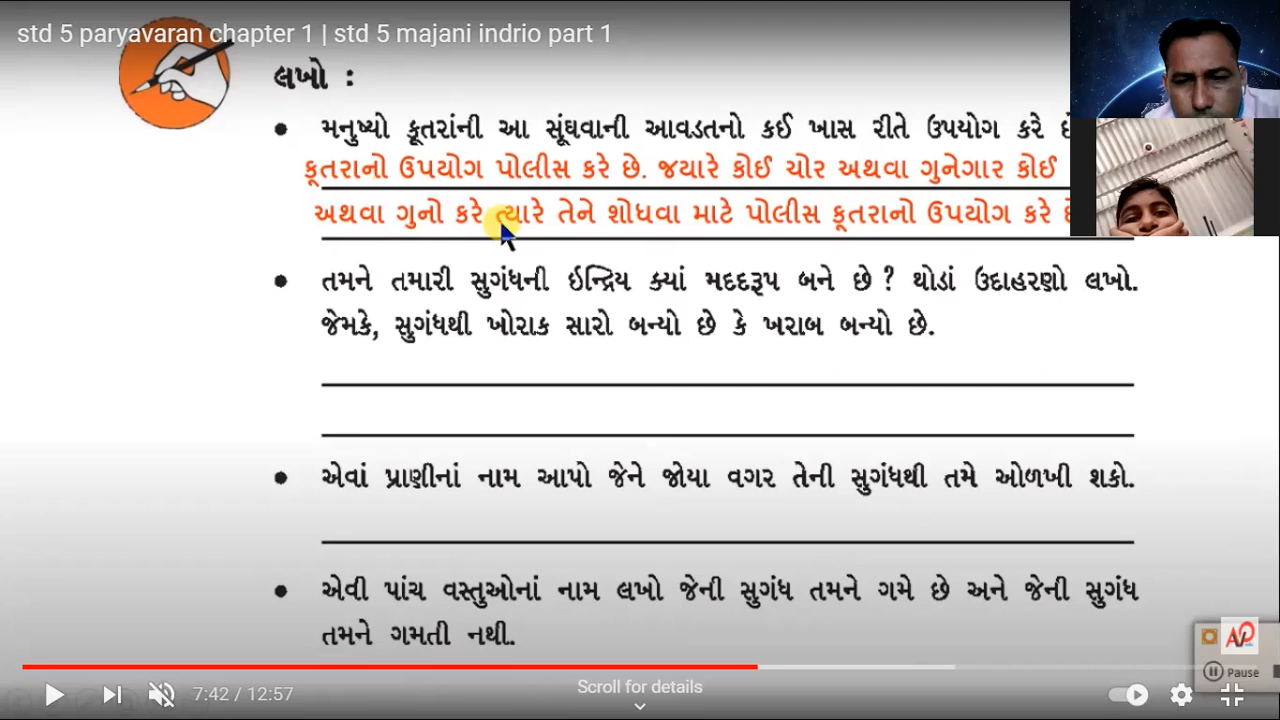 std 5 paryavaran chapter 1 | std 5 majani indrio part 1
લખો :
• મનુષ્યો કૂતરાંની આ સૂંઘવાની આવડતનો કઈ ખાસ રીતે ઉપયોગ કરે
કૂતરાનો ઉપયોગ પોલીસ કરે છે. જયારે કોઈ ચોર અથવા ગુનેગાર કોઈ
અથવા ગુનો કરે ત્યારે તેને શોધવા માટે પોલીસ કૂતરાનો ઉપયોગ કરે
• તમને તમારી સુગંધની ઈન્દ્રિય ક્યાં મદદરૂપ બને છે ? થોડાં ઉદાહરણો લખો.
જેમકે, સુગંધથી ખોરાક સારો બન્યો છે કે ખરાબ બન્યો છે.
• એવાં પ્રાણીનાં નામ આપો જેને જોયા વગર તેની સુગંધથી તમે ઓળખી શકો.
• એવી પાંચ વસ્તુઓનાં નામ લખો જેની સુગંધ તમને ગમે છે અને જેની સુગંધ
તમને ગમતી નથી.
Pause
7:42 / 12:57
Scroll for details